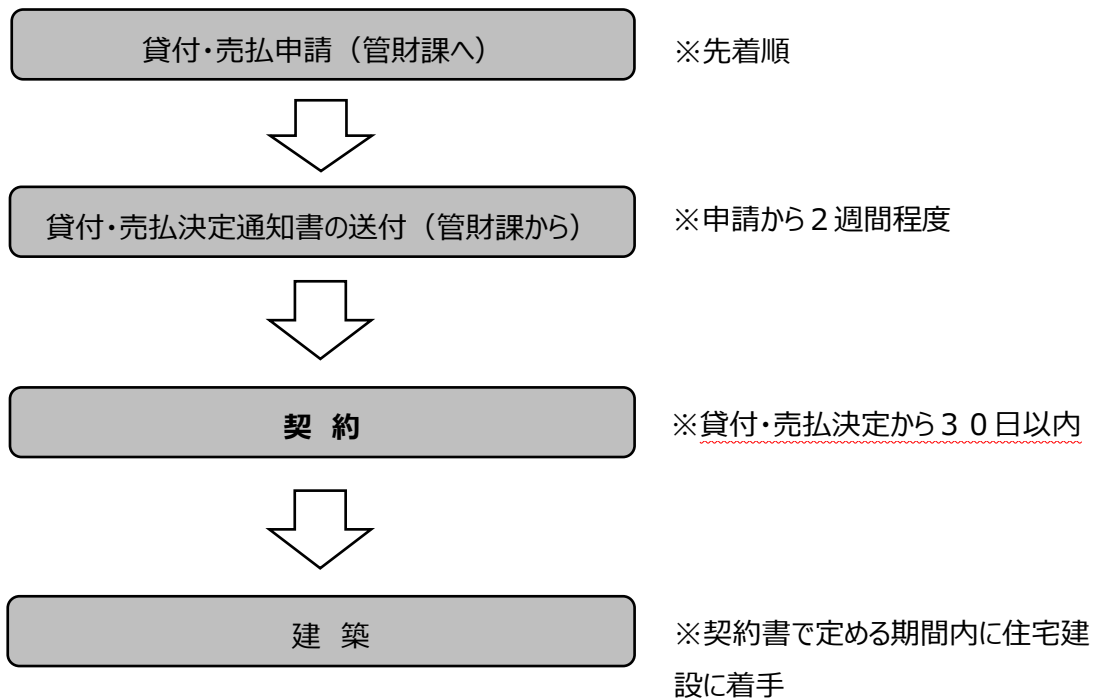 貸付・売払申請（管財課へ）
※先着順
貸付・売払決定通知書の送付（管財課から）
※申請から２週間程度
契 約
※貸付・売払決定から３０日以内
建 築
※契約書で定める期間内に住宅建
設に着手